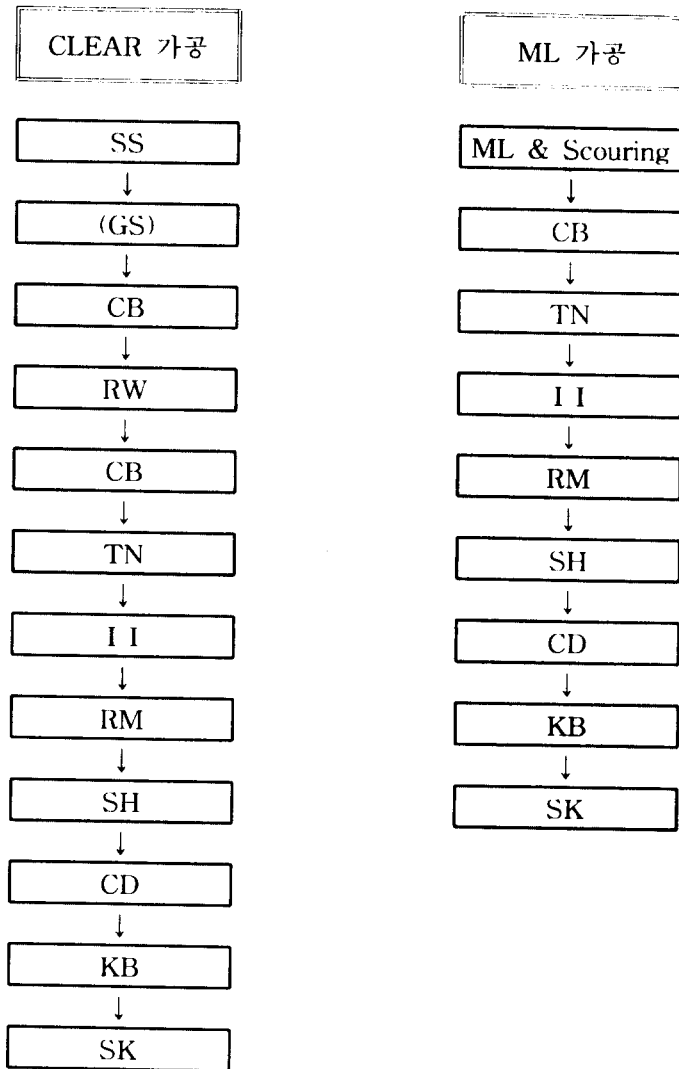 CLEAR 가공
SS
↓
(GS)
↓
CB
↓
RW
↓
CB
↓
TN
↓
I I
↓
RM
↓
SH
↓
CD
↓
KB
↓
SK
ML 가공
ML & Scouring
↓
CB
↓
TN
↓
I I
↓
RM
↓
SH
↓
CD
↓
KB
↓
SK